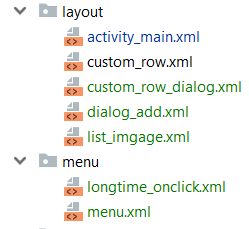 layout
activity_main.xml
custom_row.xml
custom_row_dialog.xml
dialog_add.xml
list_imgage.xml
menu
longtime_onclick.xml
menu.xml